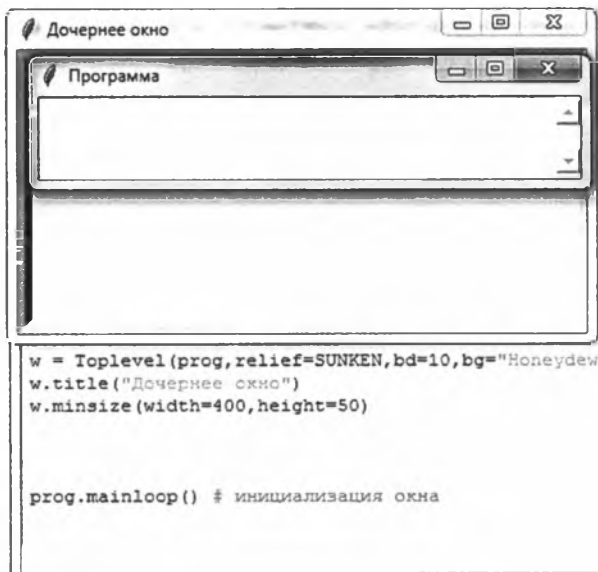 Дочернее окно
Программа
w = Toplevel(prog,relief=SUNKEN,bd=10,bg="Honeydew
w.title("Дочернее окно")
w.minsize(width=400,height=50)
prog.mainloop() # инициализация окна